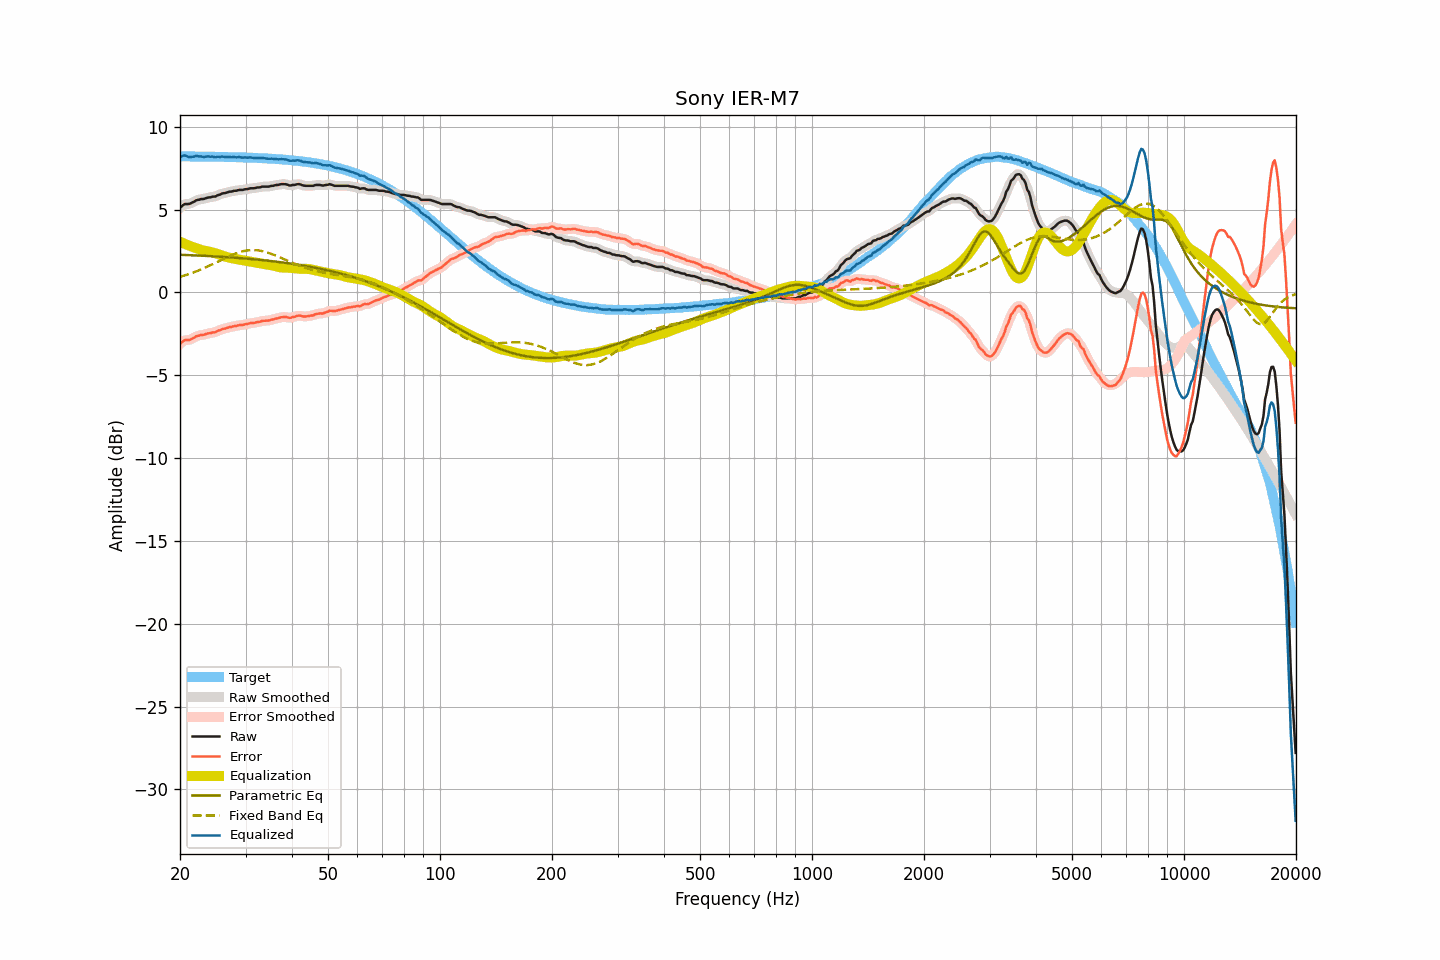 Sony IER-M7
10
5
0
−5
−10
−15
−20
−25
−30
Amplitude (dBr)
Target
Raw Smoothed
Error Smoothed
Raw
Error
Equalization
Parametric Eq
Fixed Band Eq
Equalized
20 50 100 200 500 1000 2000 5000 10000 20000
Frequency (Hz)